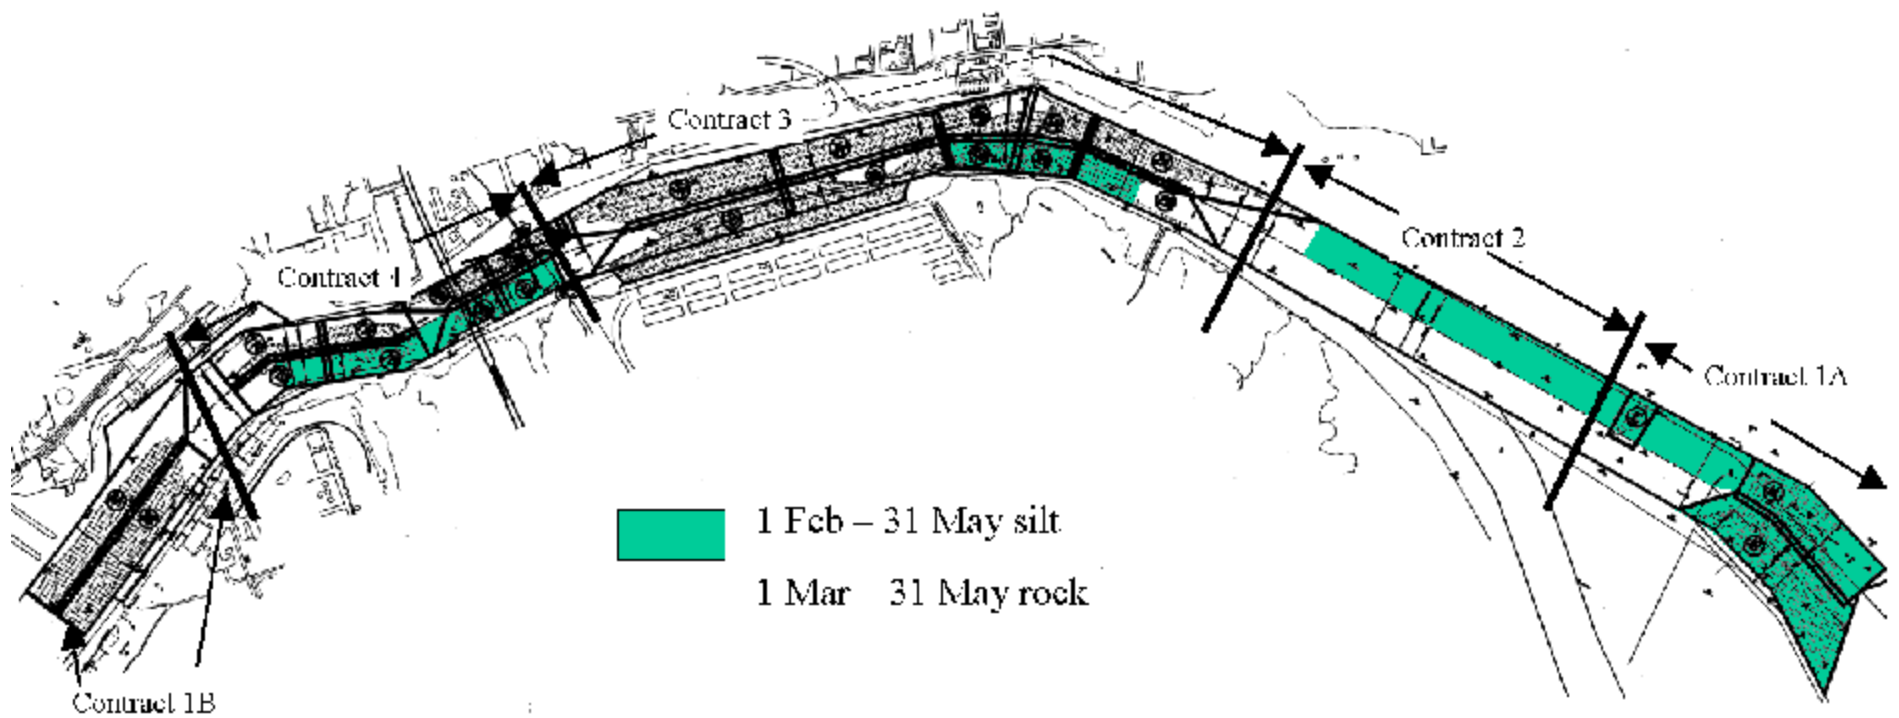 Contract 3
Contract 2
Contract 4
Contract 1A
1 Feb – 31 May silt
1 Mar 31 May rock
Contract 1B